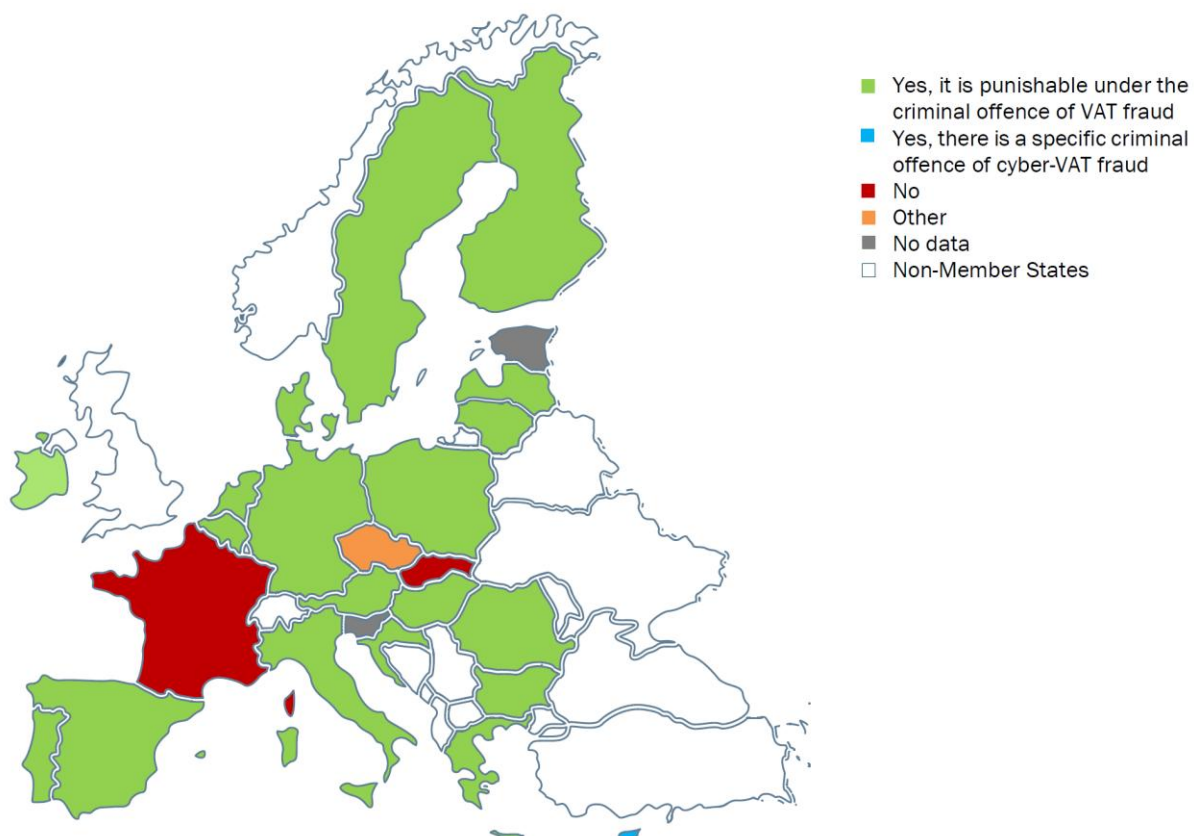 Yes, it is punishable under the
criminal offence of VAT fraud
Yes, there is a specific criminal
offence of cyber-VAT fraud
No
Other
No data
Non-Member States